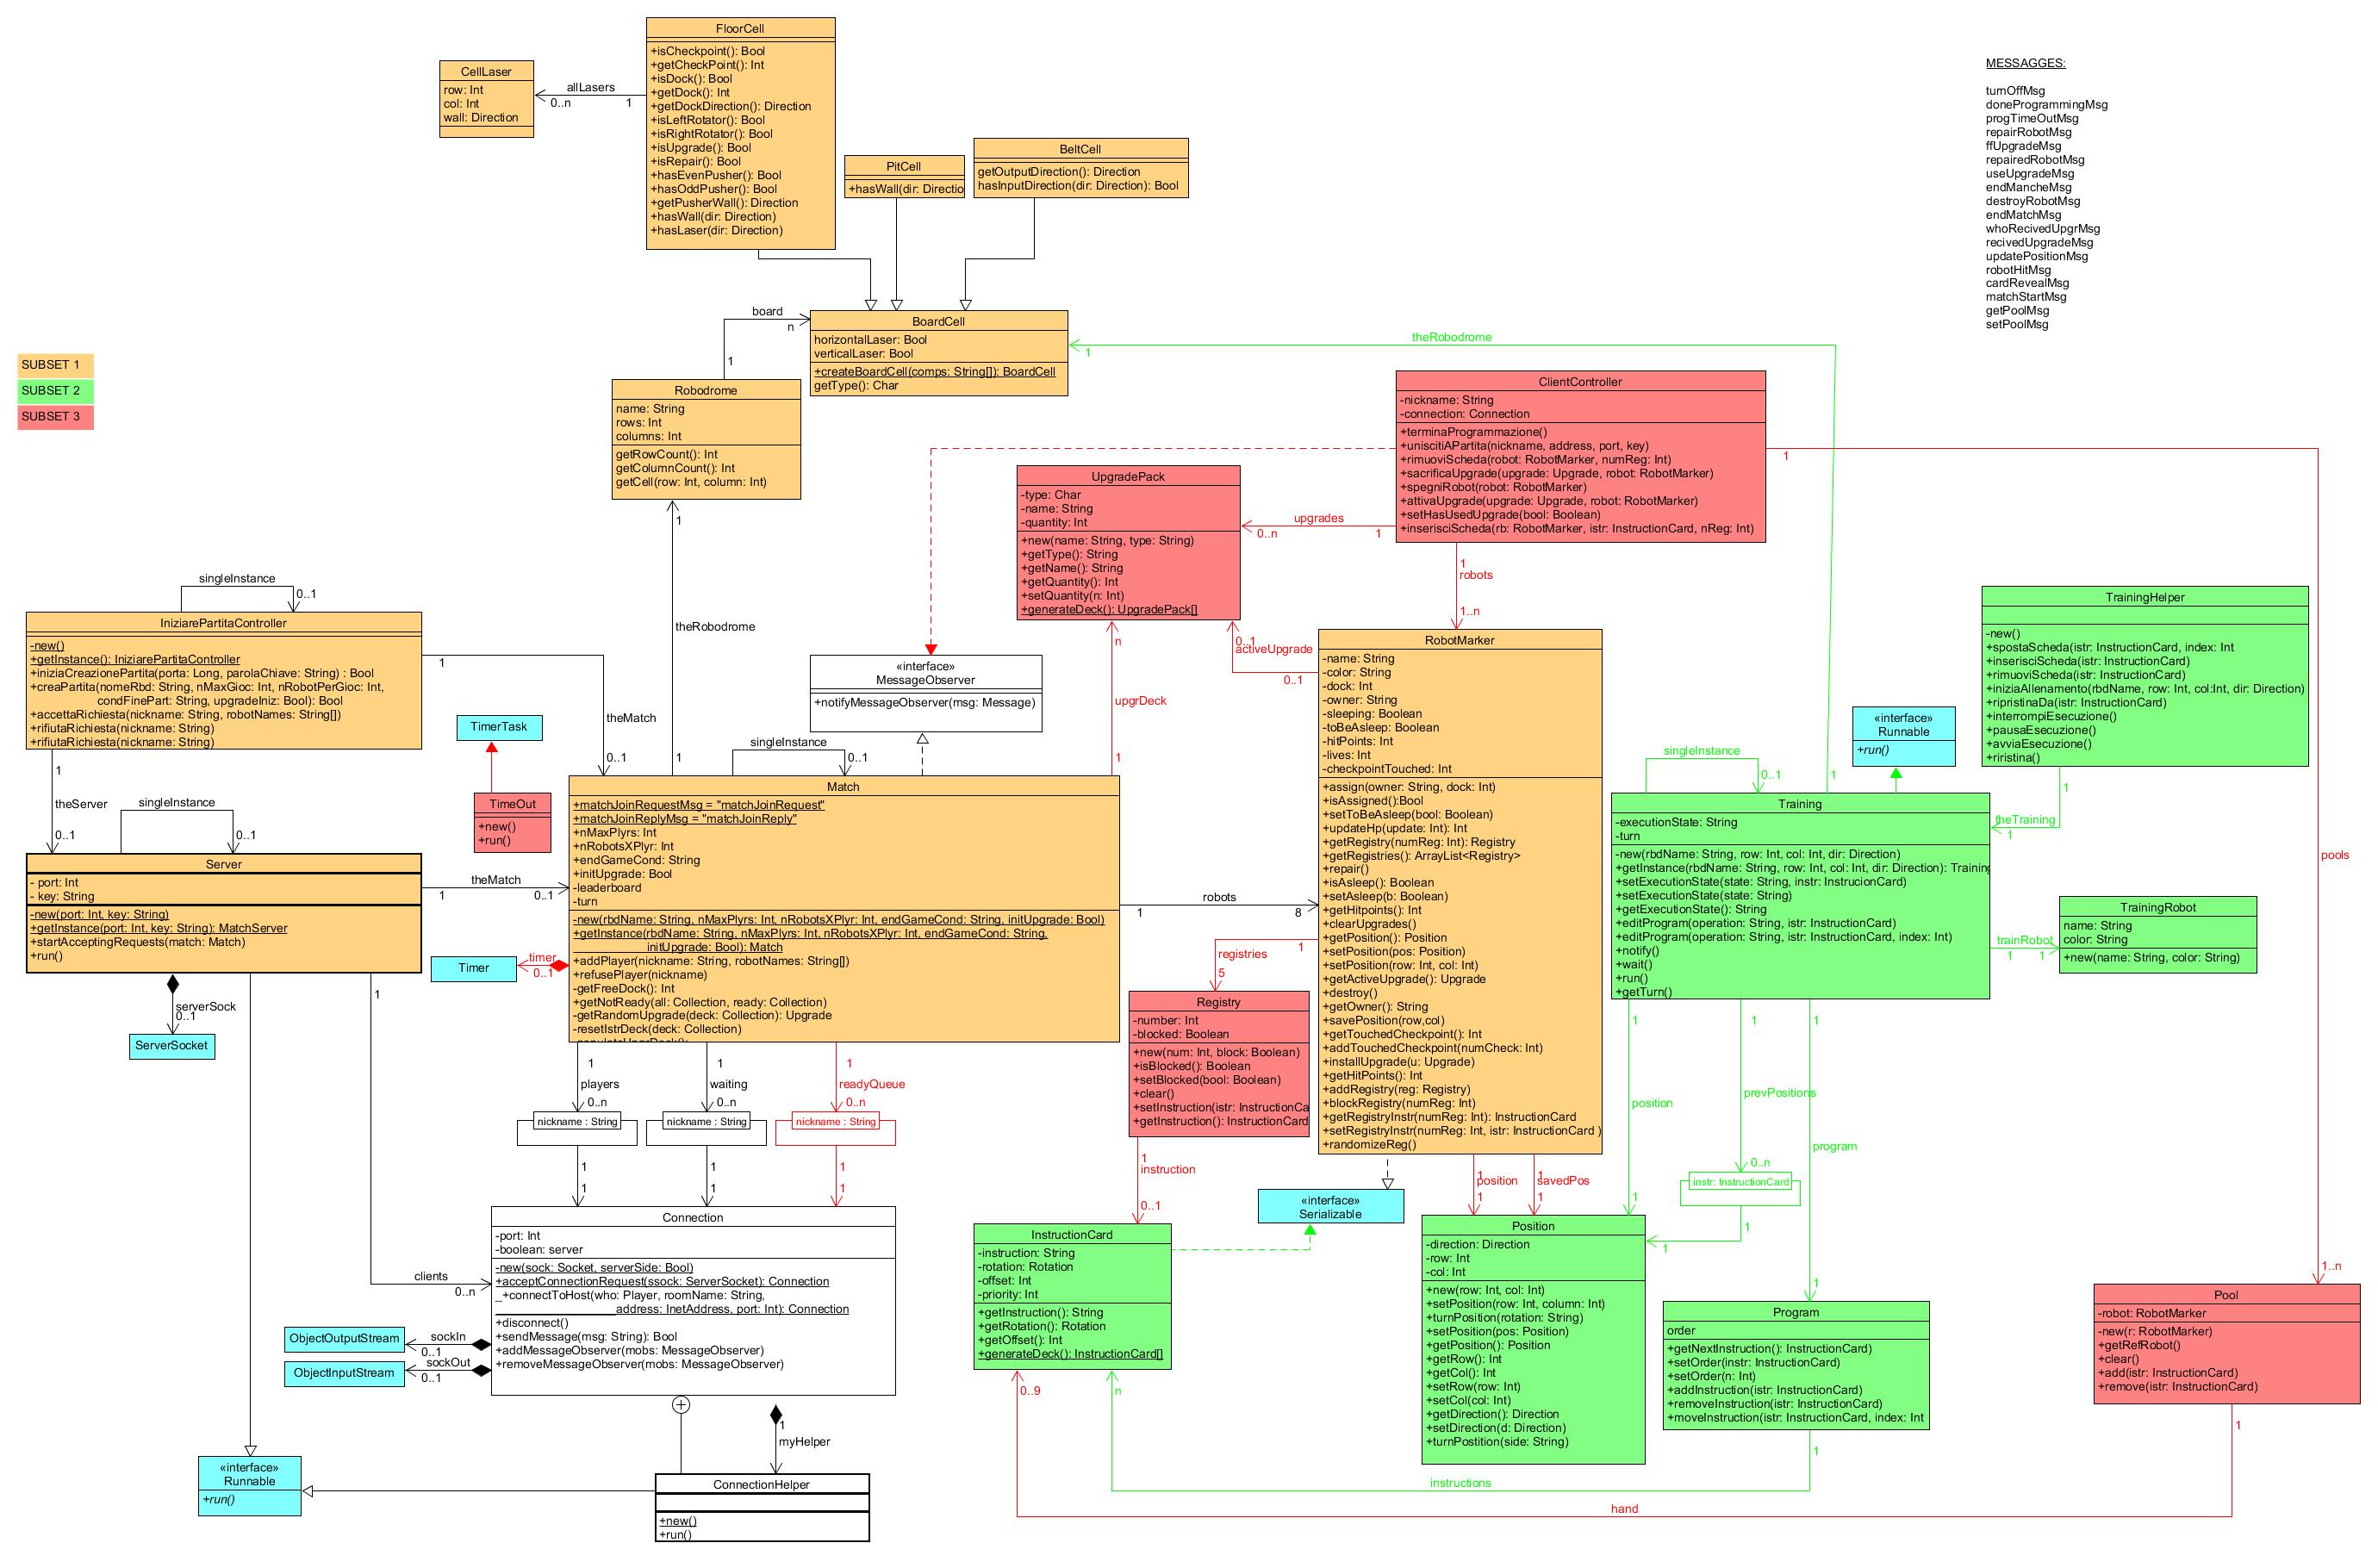 FloorCell
+isCheckpoint(): Bool
+getCheckPoint(): Int
+isDock(): Bool
+getDock(): Int
+getDockDirection(): Direction
+isLeftRotator(): Bool
+isRightRotator(): Bool
+isUpgrade(): Bool
+isRepair(): Bool
+hasEvenPusher(): Bool
+hasOddPusher(): Bool
+getPusherWall(): Direction
+hasWall(dir: Direction)
+hasLaser(dir: Direction)
CellLaser
row: Int
col: Int
wall: Direction
allLasers
0..n
1
PitCell
+hasWall(dir: Directio
BeltCell
getOutputDirection(): Direction
hasInputDirection(dir: Direction): Bool
MESSAGGES:
turnOffMsg
doneProgrammingMsg
progTimeOutMsg
repairRobotMsg
ffUpgradeMsg
repairedRobotMsg
useUpgradeMsg
endMancheMsg
destroyRobotMsg
endMatchMsg
whoRecivedUpgrMsg
recivedUpgradeMsg
updatePositionMsg
robotHitMsg
cardRevealMsg
matchStartMsg
getPoolMsg
setPoolMsg
SUBSET 1
SUBSET 2
SUBSET 3
board
n
1
BoardCell
horizontalLaser: Bool
verticalLaser: Bool
+createBoardCell(comps: String[]): BoardCell
getType(): Char
theRobodrome
1
Robodrome
name: String
rows: Int
columns: Int
getRowCount(): Int
getColumnCount(): Int
getCell(row: Int, column: Int)
1
theRobodrome
1
ClientController
-nickname: String
-connection: Connection
+terminaProgrammazione()
+uniscitiAPartita(nickname, address, port, key)
+rimuoviScheda(robot: RobotMarker, numReg: Int)
+sacrificaUpgrade(upgrade: Upgrade, robot: RobotMarker)
+spegniRobot(robot: RobotMarker)
+attivaUpgrade(upgrade: Upgrade, robot: RobotMarker)
+setHasUsedUpgrade(bool: Boolean)
+inserisciScheda(rb: RobotMarker, istr: InstructionCard, nReg: Int)
1
pools
1..n
upgrades
0..n
1
1
robots
1..n
UpgradePack
-type: Char
-name: String
-quantity: Int
+new(name: String, type: String)
+getType(): String
+getName(): String
+getQuantity(): Int
+setQuantity(n: Int)
+generateDeck(): UpgradePack[]
n
upgrDeck
1
0..1
activeUpgrade
0..1
singleInstance
0..1
IniziarePartitaController
-new()
+getInstance(): IniziarePartitaController
+iniziaCreazionePartita(porta: Long, parolaChiave: String) : Bool
+creaPartita(nomeRbd: String, nMaxGioc: Int, nRobotPerGioc: Int,
condFinePart: String, upgradeIniz: Bool): Bool
+accettaRichiesta(nickname: String, robotNames: String[])
+rifiutaRichiesta(nickname: String)
+rifiutaRichiesta(nickname: String)
1
theMatch
0..1
1
theServer
0..1
singleInstance
0..1
TimerTask
TimeOut
+new()
+run()
«interface»
MessageObserver
+notifyMessageObserver(msg: Message)
singleInstance
0..1
Server
- port: Int
- key: String
-new(port: Int, key: String)
+getInstance(port: Int, key: String): MatchServer
+startAcceptingRequests(match: Match)
+run()
theMatch
1
0..1
serverSock
0..1
ServerSocket
1
clients
0..n
Match
+matchJoinRequestMsg = "matchJoinRequest"
+matchJoinReplyMsg = "matchJoinReply"
+nMaxPlyrs: Int
+nRobotsXPlyr: Int
+endGameCond: String
+initUpgrade: Bool
-leaderboard
-turn
-new(rbdName: String, nMaxPlyrs: Int, nRobotsXPlyr: Int, endGameCond: String, initUpgrade: Bool)
+getInstance(rbdName: String, nMaxPlyrs: Int, nRobotsXPlyr: Int, endGameCond: String,
initUpgrade: Bool): Match
+addPlayer(nickname: String, robotNames: String[])
+refusePlayer(nickname)
-getFreeDock(): Int
+getNotReady(all: Collection, ready: Collection)
-getRandomUpgrade(deck: Collection): Upgrade
-resetIstrDeck(deck: Collection)
Timer
timer
0..1
robots
1
8
1
players
0..n
1
waiting
0..n
1
readyQueue
0..n
nickname : String
nickname : String
nickname : String
1
1
1
1
1
1
RobotMarker
-name: String
-color: String
-dock: Int
-owner: String
-sleeping: Boolean
-toBeAsleep: Boolean
-hitPoints: Int
-lives: Int
-checkpointTouched: Int
+assign(owner: String, dock: Int)
+isAssigned():Bool
+setToBeAsleep(bool: Boolean)
+updateHp(update: Int): Int
+getRegistry(numReg: Int): Registry
+getRegistries(): ArrayList<Registry>
+repair()
+isAsleep(): Boolean
+setAsleep(b: Boolean)
+getHitpoints(): Int
+clearUpgrades()
+getPosition(): Position
+setPosition(pos: Position)
+setPosition(row: Int, col: Int)
+getActiveUpgrade(): Upgrade
+destroy()
+getOwner(): String
+savePosition(row,col)
+getTouchedCheckpoint(): Int
+addTouchedCheckpoint(numCheck: Int)
+installUpgrade(u: Upgrade)
+getHitPoints(): Int
+addRegistry(reg: Registry)
+blockRegistry(numReg: Int)
+getRegistryInstr(numReg: Int): InstructionCard
+setRegistryInstr(numReg: Int, istr: InstructionCard )
+randomizeReg()
registries
1
5
Registry
-number: Int
-blocked: Boolean
+new(num: Int, block: Boolean)
+isBlocked(): Boolean
+setBlocked(bool: Boolean)
+clear()
+setInstruction(istr: InstructionCa
+getInstruction(): InstructionCard
1
instruction
0..1
1
position
1
1
savedPos
1
TrainingHelper
-new()
+spostaScheda(istr: InstructionCard, index: Int
+inserisciScheda(istr: InstructionCard)
+rimuviScheda(istr: InstructionCard)
+iniziaAllenamento(rbdName, row: Int, col:Int, dir: Direction)
+ripristinaDa(istr: InstructionCard)
+interrompiEsecuzione()
+pausaEsecuzione()
+avviaEsecuzione()
+riristina()
1
theTraining
1
«interface»
Runnable
+run()
singleInstance
0..1
1
Training
-executionState: String
-turn
-new(rbdName: String, row: Int, col: Int, dir: Direction)
+getInstance(rbdName: String, row: Int, col: Int, dir: Direction): Training
+setExecutionState(state: String, instr: InstrucionCard)
+setExecutionState(state: String)
+getExecutionState(): String
+editProgram(operation: String, istr: InstructionCard)
+editProgram(operation: String, istr: InstructionCard, index: Int)
+notify()
+wait()
+run()
+getTurn()
trainRobot
1
1
TrainingRobot
name: String
color: String
+new(name: String, color: String)
1
position
1
1
prevPositions
0..n
1
program
1
instr: InstructionCard
1
1
Connection
-port: Int
-boolean: server
-new(sock: Socket, serverSide: Bool)
+acceptConnectionRequest(ssock: ServerSocket): Connection
_+connectToHost(who: Player, roomName: String,
address: InetAddress, port: Int): Connection
+disconnect()
+sendMessage(msg: String): Bool
+addMessageObserver(mobs: MessageObserver)
+removeMessageObserver(mobs: MessageObserver)
ObjectOutputStream
sockIn
0..1
ObjectInputStream
sockOut
0..1
1
myHelper
ConnectionHelper
+new()
+run()
«interface»
Runnable
+run()
«interface»
Serializable
InstructionCard
-instruction: String
-rotation: Rotation
-offset: Int
-priority: Int
+getInstruction(): String
+getRotation(): Rotation
+getOffset(): Int
+generateDeck(): InstructionCard[]
0..9
n
Position
-direction: Direction
-row: Int
-col: Int
+new(row: Int, col: Int)
+setPosition(row: Int, column: Int)
+turnPosition(rotation: String)
+setPosition(pos: Position)
+getPosition(): Position
+getRow(): Int
+getCol(): Int
+setRow(row: Int)
+setCol(col: Int)
+getDirection(): Direction
+setDirection(d: Direction)
+turnPostition(side: String)
Program
order
+getNextInstruction(): InstructionCard)
+setOrder(instr: InstructionCard)
+setOrder(n: Int)
+addInstruction(istr: InstructionCard)
+removeInstruction(istr: InstructionCard)
+moveInstruction(istr: InstructionCard, index: Int
1
instructions
Pool
-robot: RobotMarker
-new(r: RobotMarker)
+getRefRobot()
+clear()
+add(istr: InstructionCard)
+remove(istr: InstructionCard)
1
hand